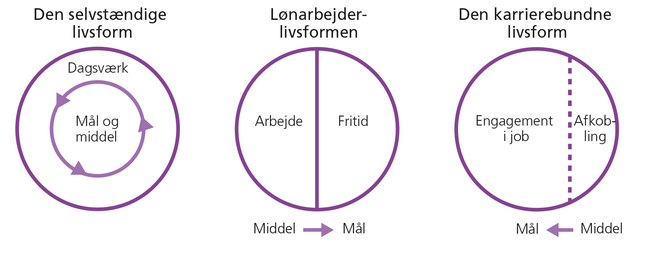 Den selvstændige
livsform
Dagsværk
Mål og
middel
Lønarbejder-
livsformen
Arbejde
Fritid
Middel
Mål
Den karrierebundne
livsform
Engagement
i job
Afkob-
ling
Mål
Middel